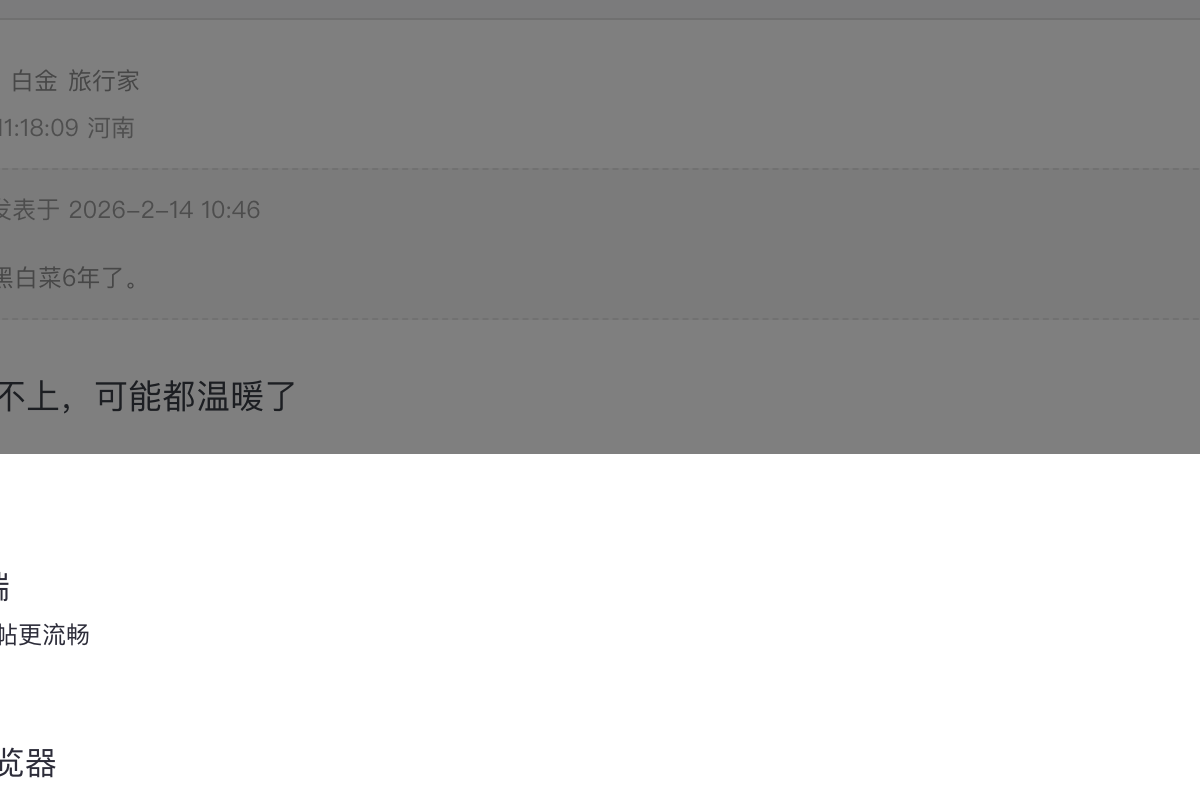 白金 旅行家
11:18:09 河南
发表于 2026-2-14 10:46
黑白菜6年了。
不上，可能都温暖了
端
帖更流畅
览器